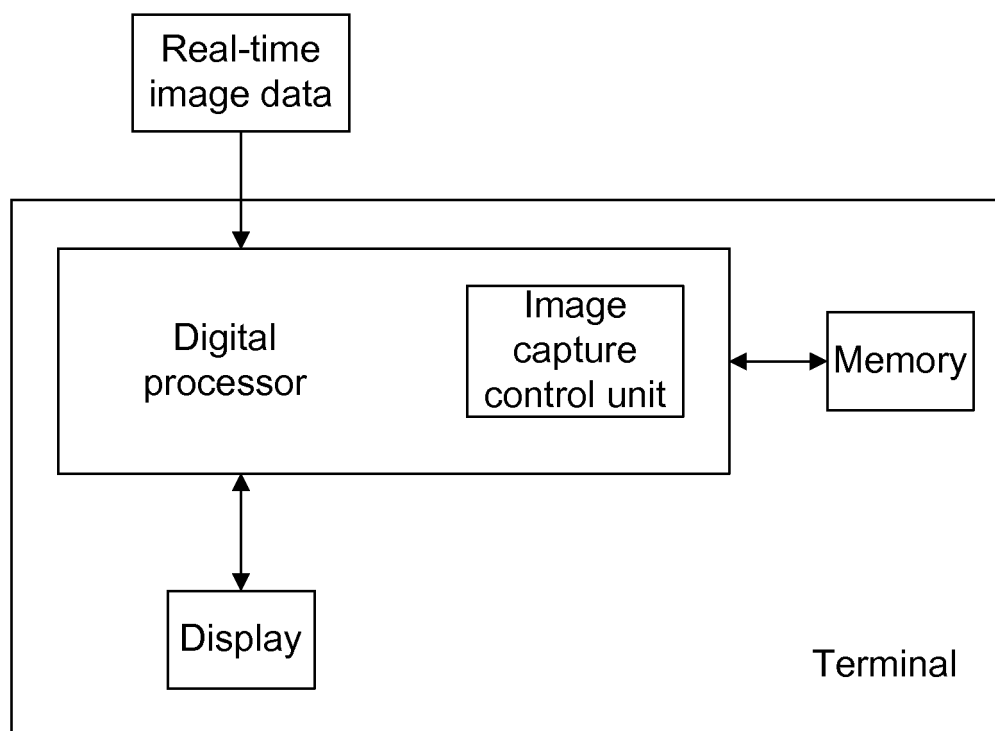 Real-time
image data
Digital
processor
Image
capture
control unit
Memory
Display
Terminal